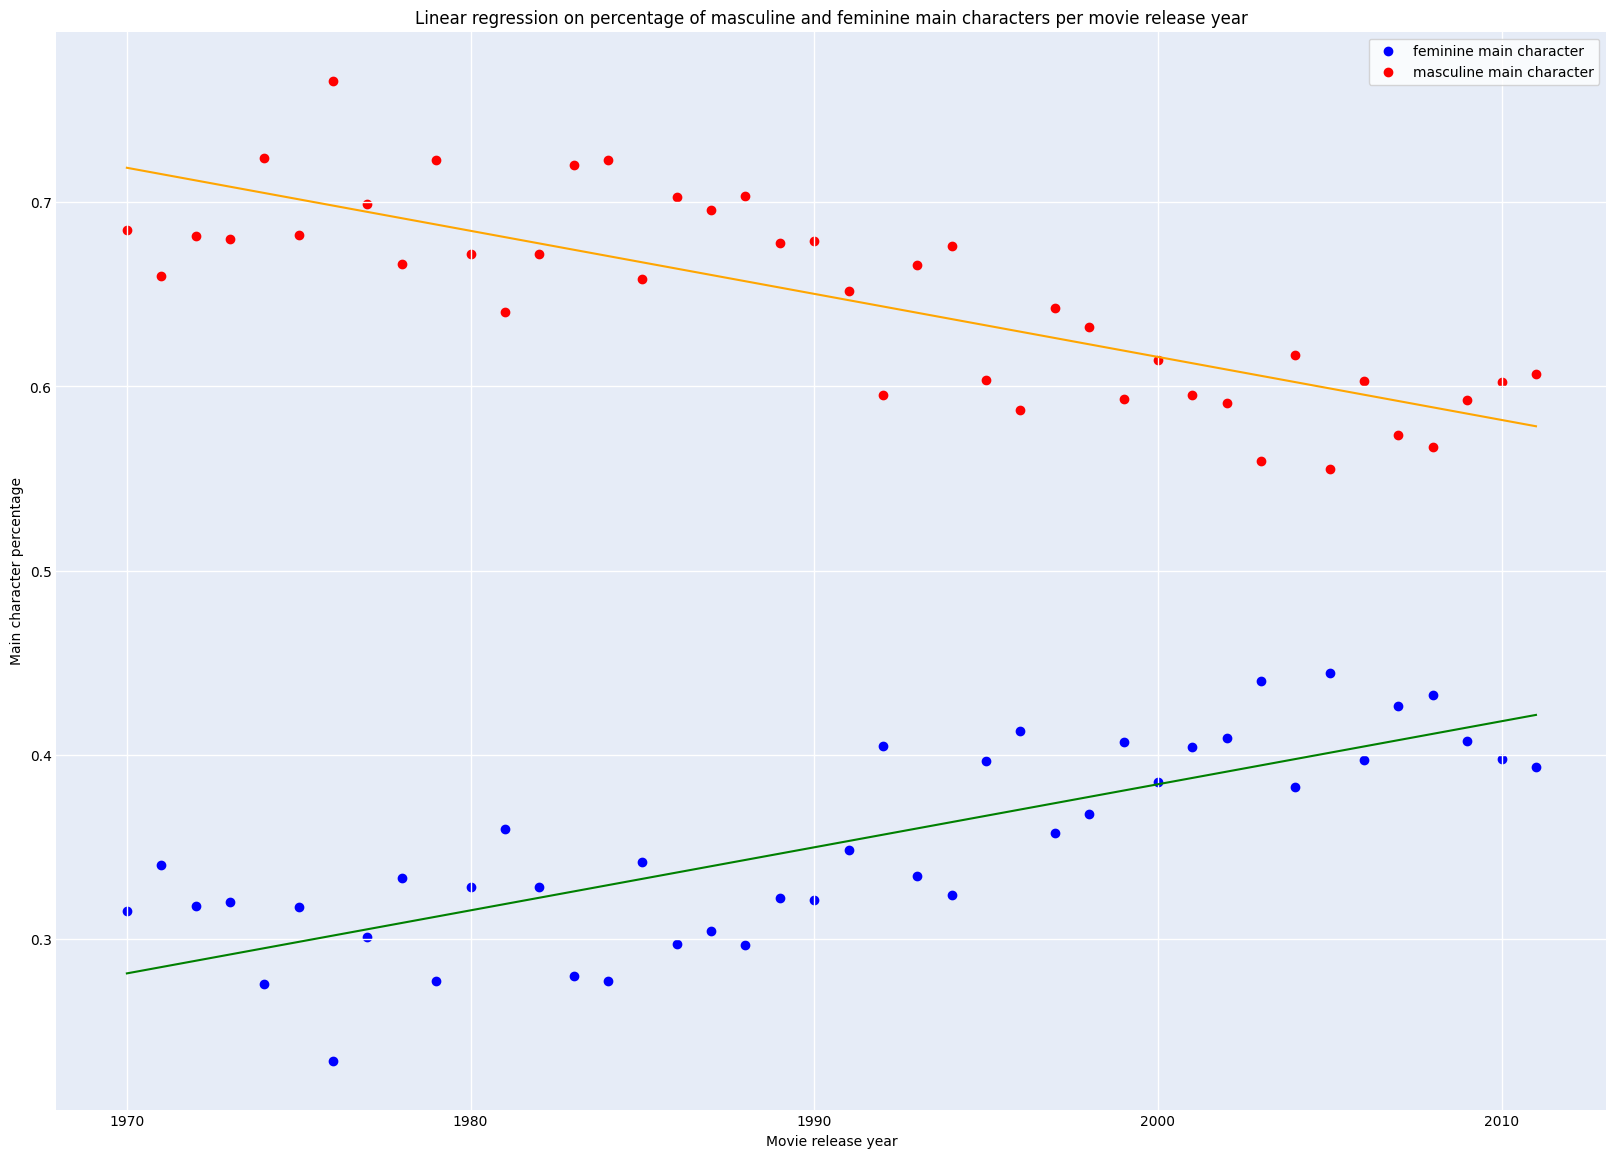 Linear regression on percentage of masculine and feminine main characters per movie release year
feminine main character
masculine main character
Main character percentage
0.7
0.6
0.5
0.4
0.3
1970
1980
1990
2000
2010
Movie release year